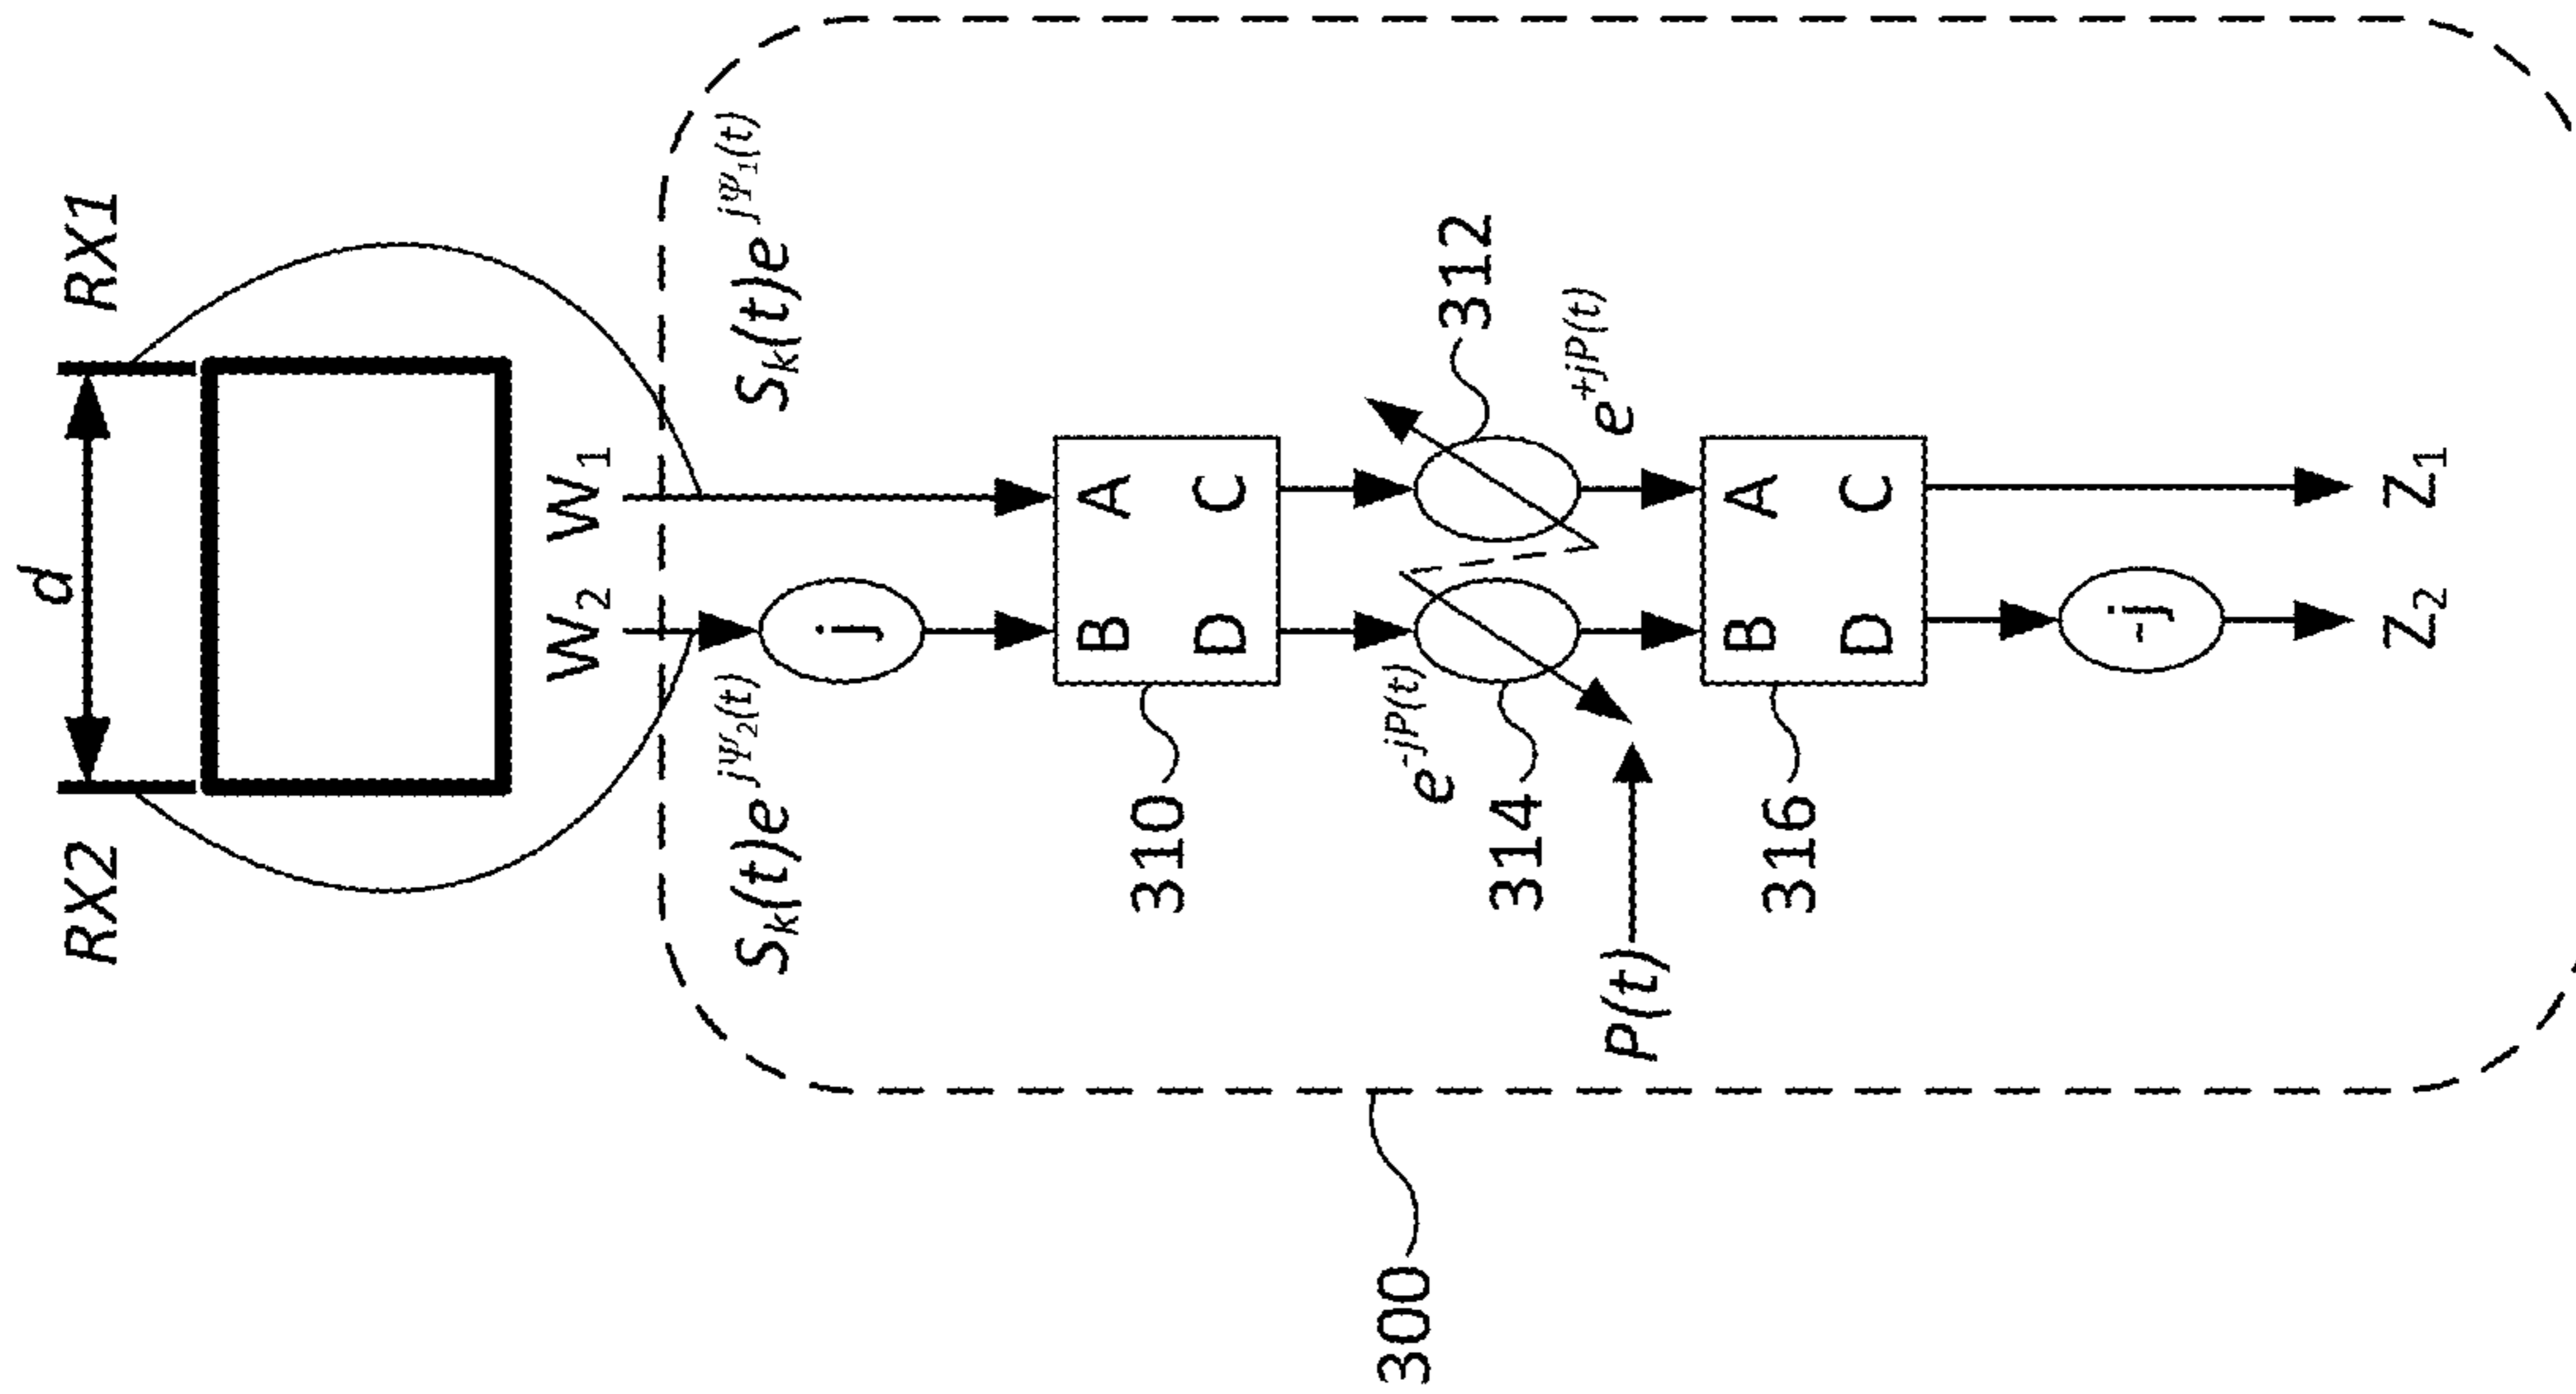 d
RX2
RX1
W₂
W₁
Sₖ(t)e^jΨ₂(t)
Sₖ(t)e^jΨ₁(t)
j
B
A
D
C
310
312
314
e^-jP(t)
e^+jP(t)
P(t)
B
A
D
C
316
300
-j
Z₂
Z₁